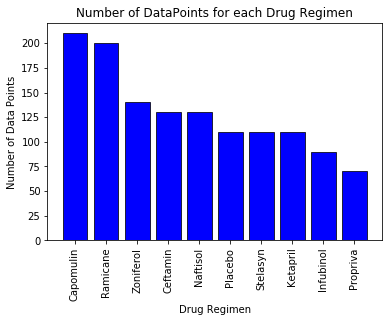 Number of DataPoints for each Drug Regimen
200
175
150
125
100
75
50
25
0
Number of Data Points
Capomulin
Ramicane
Zoniferol
Ceftamin
Naftisol
Placebo
Stelasyn
Ketapril
Infubinol
Propriva
Drug Regimen